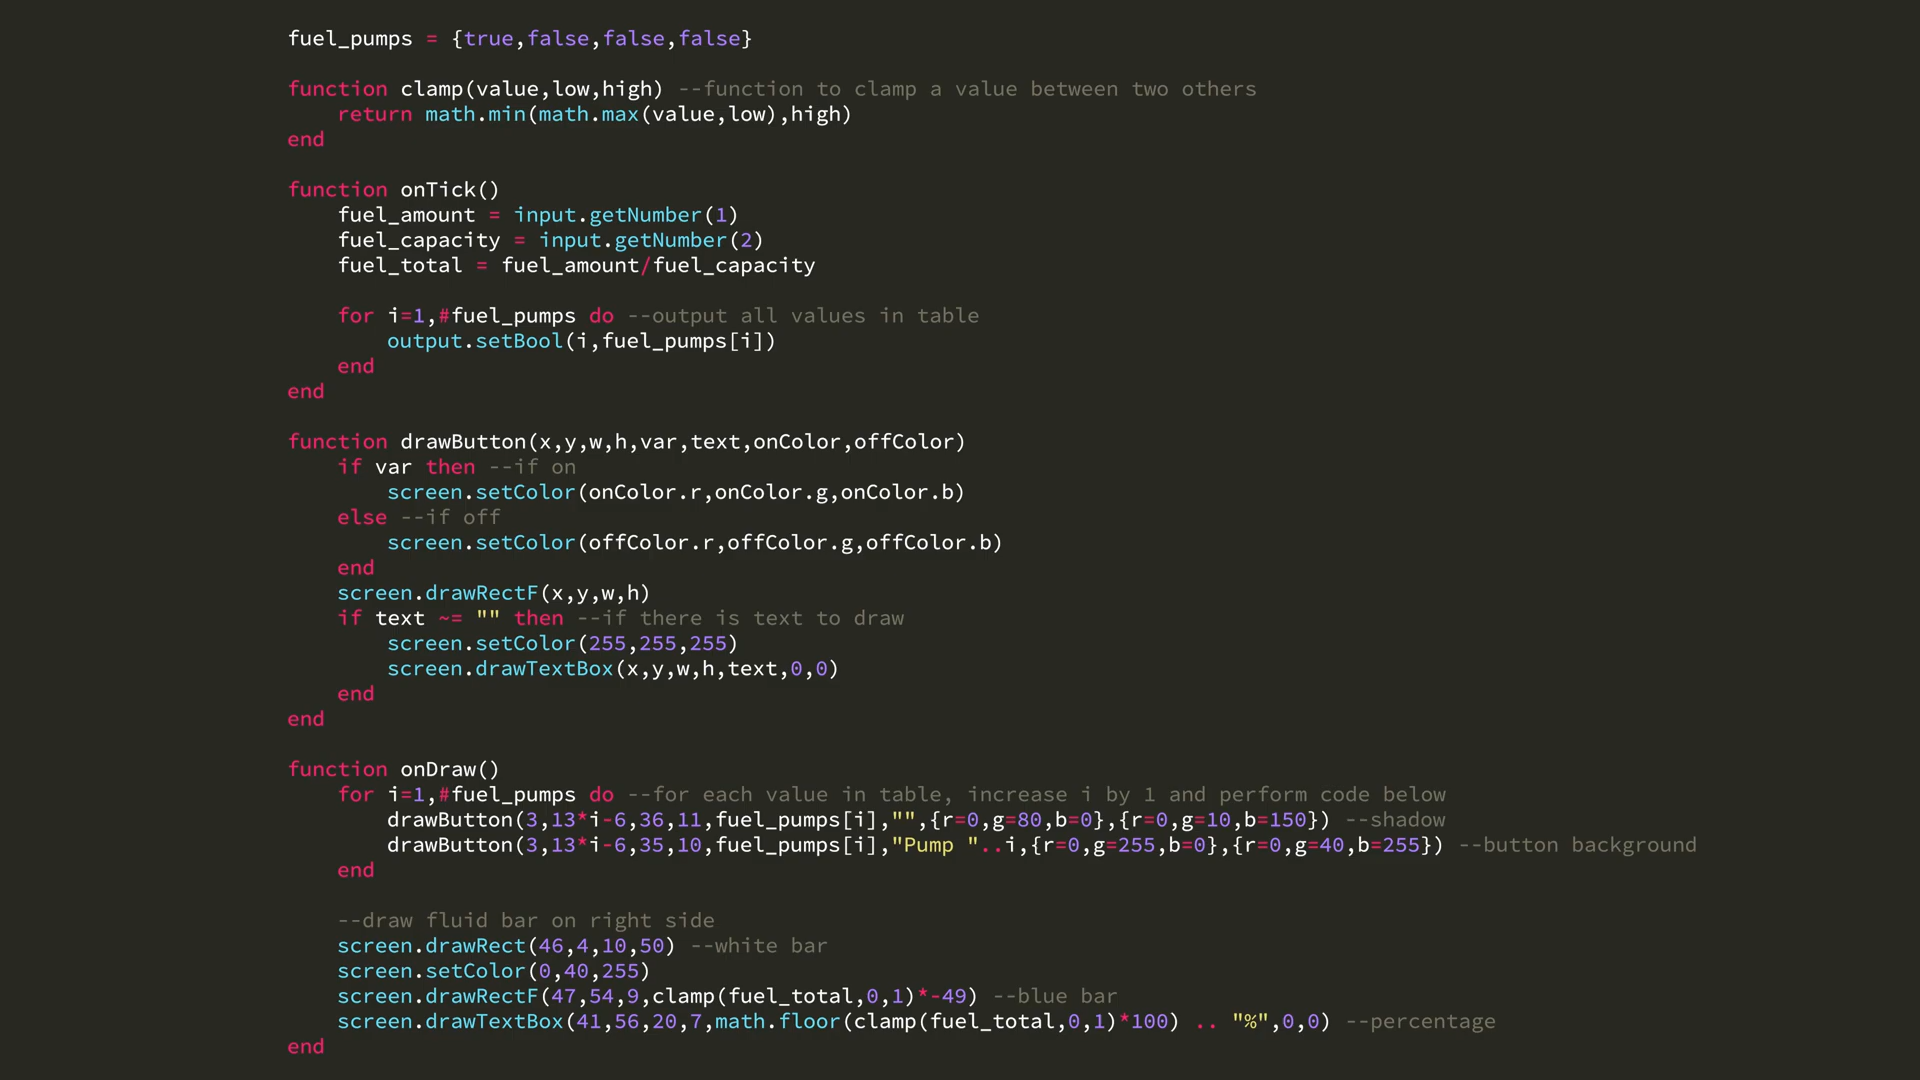 fuel_pumps = {true,false,false,false}
function clamp(value,low,high) --function to clamp a value between two others
return math.min(math.max(value,low),high)
end
function onTick()
fuel_amount = input.getNumber(1)
fuel_capacity = input.getNumber(2)
fuel_total = fuel_amount/fuel_capacity
for i=1,#fuel_pumps do --output all values in table
output.setBool(i,fuel_pumps[i])
end
end
function drawButton(x,y,w,h,var,text,onColor,offColor)
if var then --if on
screen.setColor(onColor.r,onColor.g,onColor.b)
else --if off
screen.setColor(offColor.r,offColor.g,offColor.b)
end
screen.drawRectF(x,y,w,h)
if text ~= "" then --if there is text to draw
screen.setColor(255,255,255)
screen.drawTextBox(x,y,w,h,text,0,0)
end
end
function onDraw()
for i=1,#fuel_pumps do --for each value in table, increase i by 1 and perform code below
drawButton(3,13*i-6,36,11,fuel_pumps[i],"",{r=0,g=80,b=0},{r=0,g=10,b=150}) --shadow
drawButton(3,13*i-6,35,10,fuel_pumps[i],"Pump "..i,{r=0,g=255,b=0},{r=0,g=40,b=255}) --button background
end
--draw fluid bar on right side
screen.drawRect(46,4,10,50) --white bar
screen.setColor(0,40,255)
screen.drawRectF(47,54,9,clamp(fuel_total,0,1)*-49) --blue bar
screen.drawTextBox(41,56,20,7,math.floor(clamp(fuel_total,0,1)*100) .. "%",0,0) --percentage
end